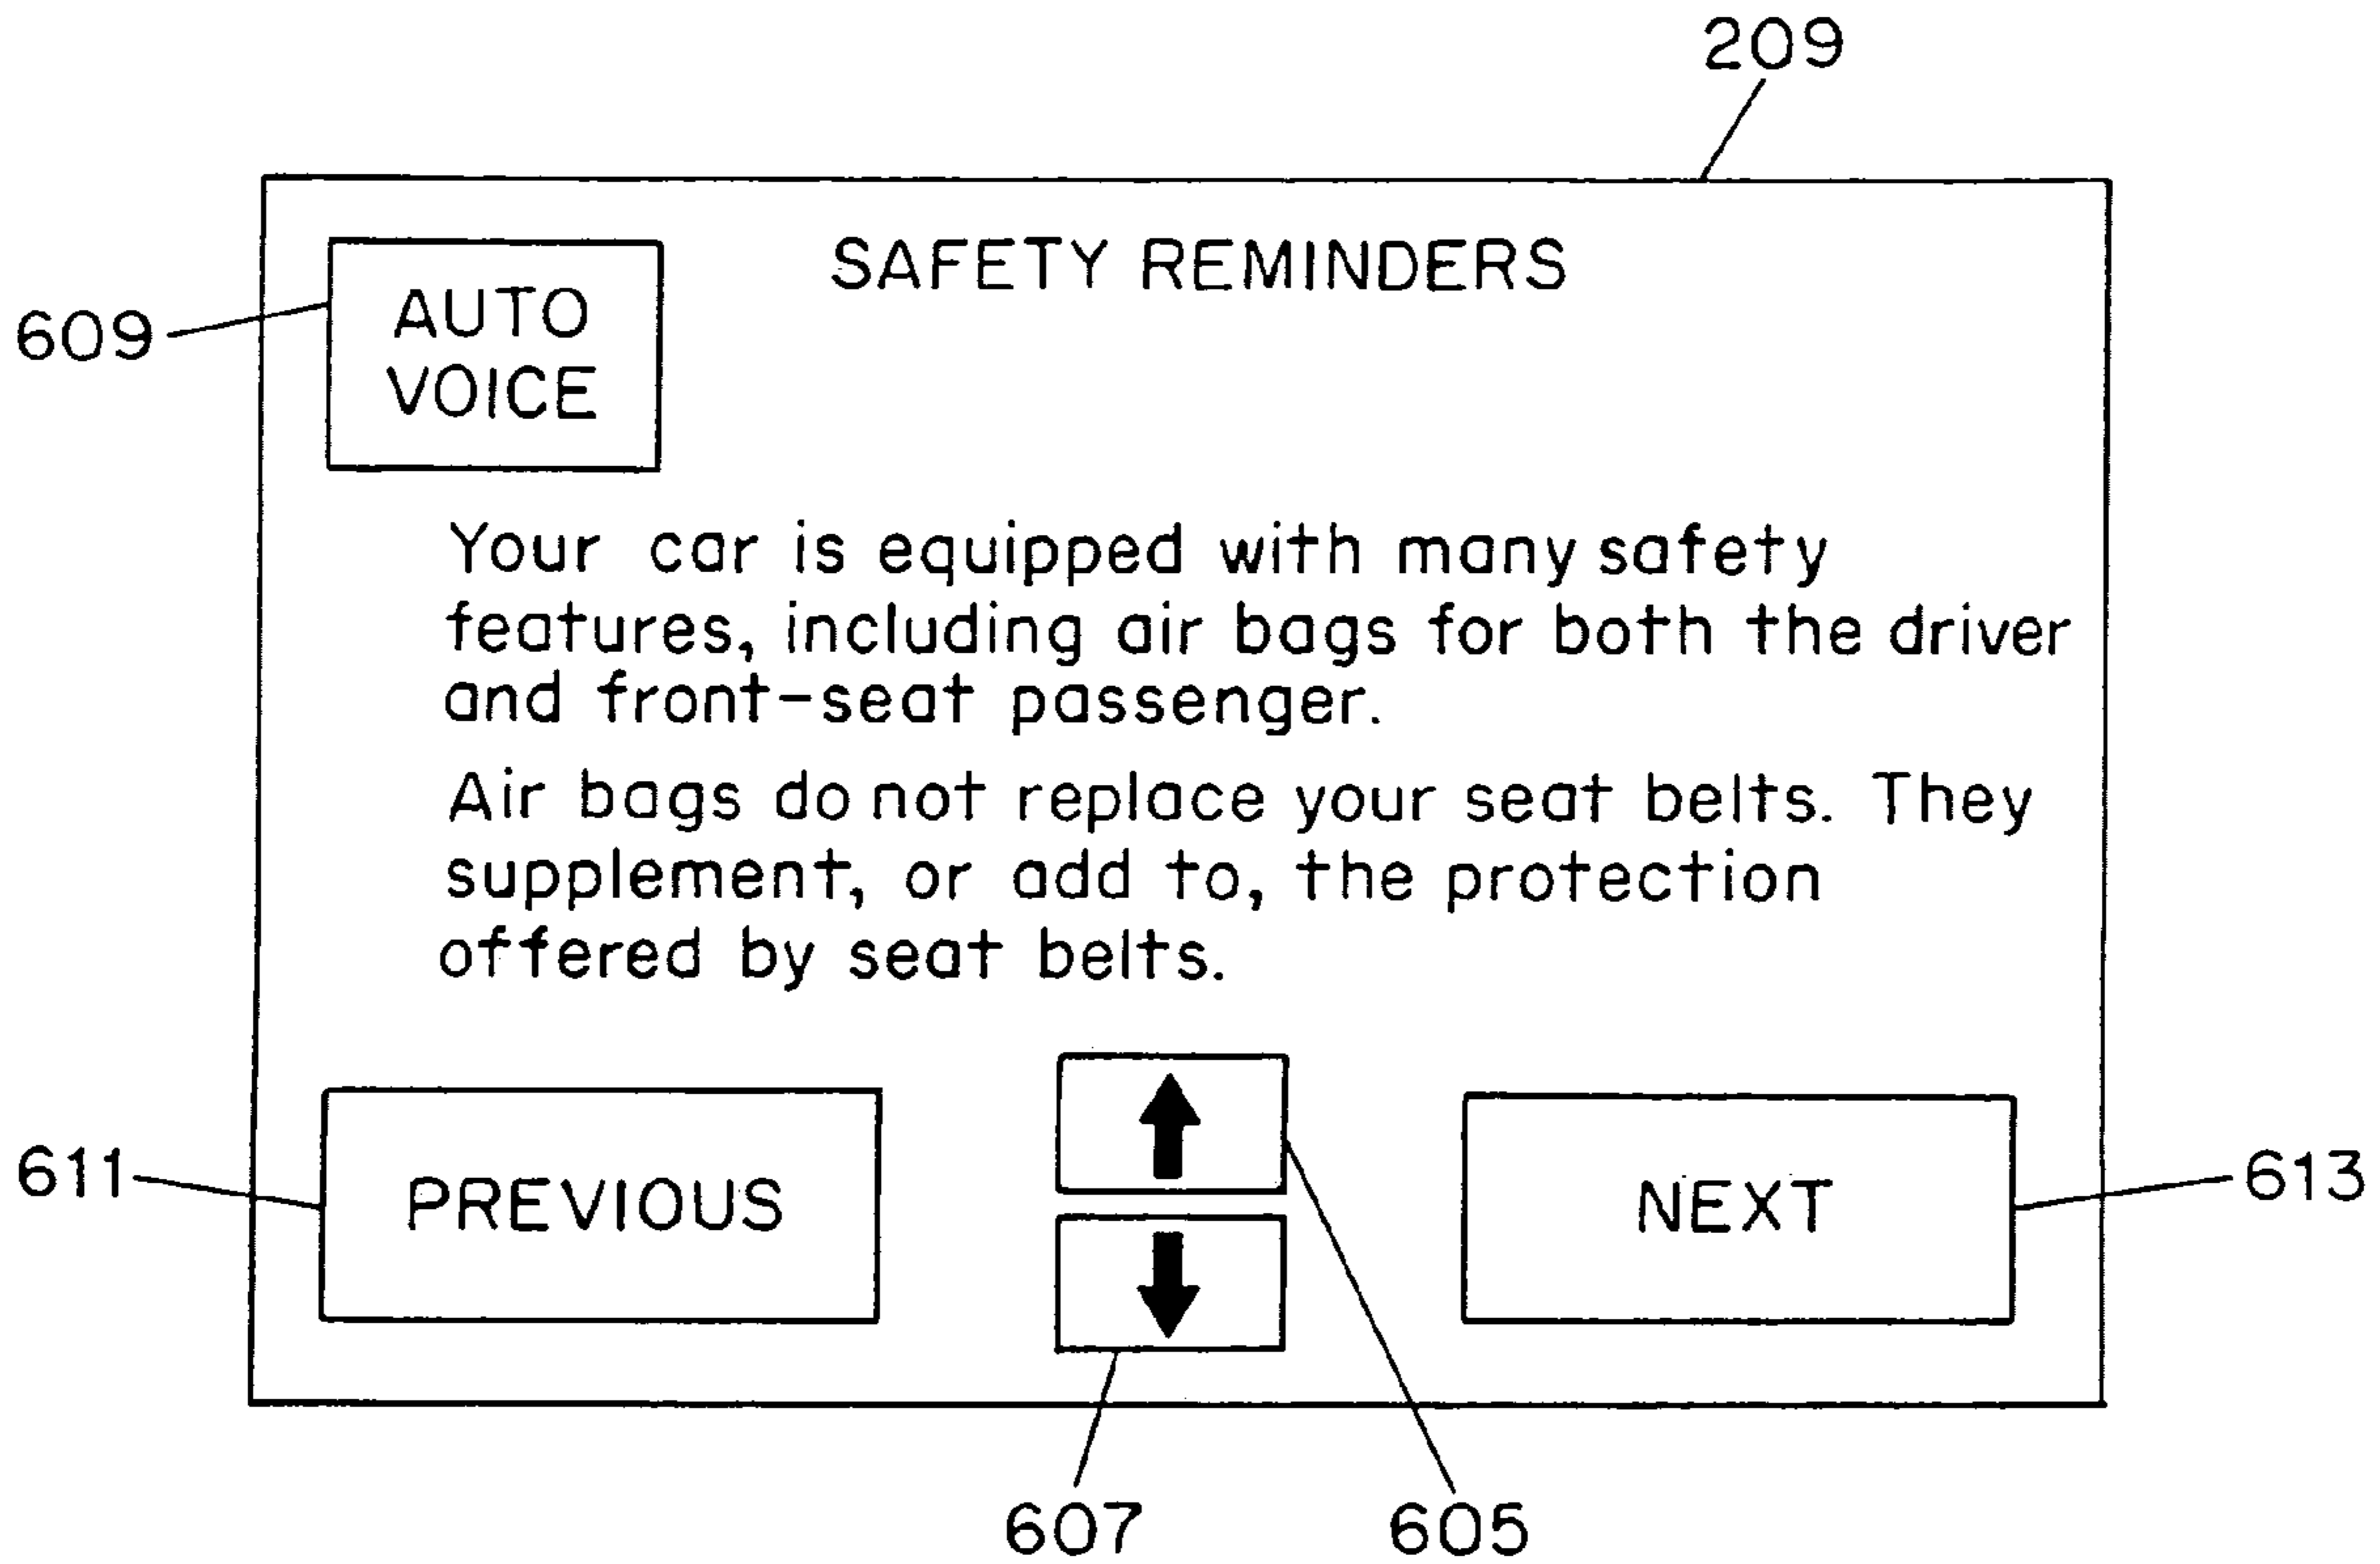 209
SAFETY REMINDERS
609
AUTO
VOICE
Your car is equipped with many safety
features, including air bags for both the driver
and front-seat passenger.
Air bags do not replace your seat belts. They
supplement, or add to, the protection
offered by seat belts.
611
PREVIOUS
NEXT
613
607
605